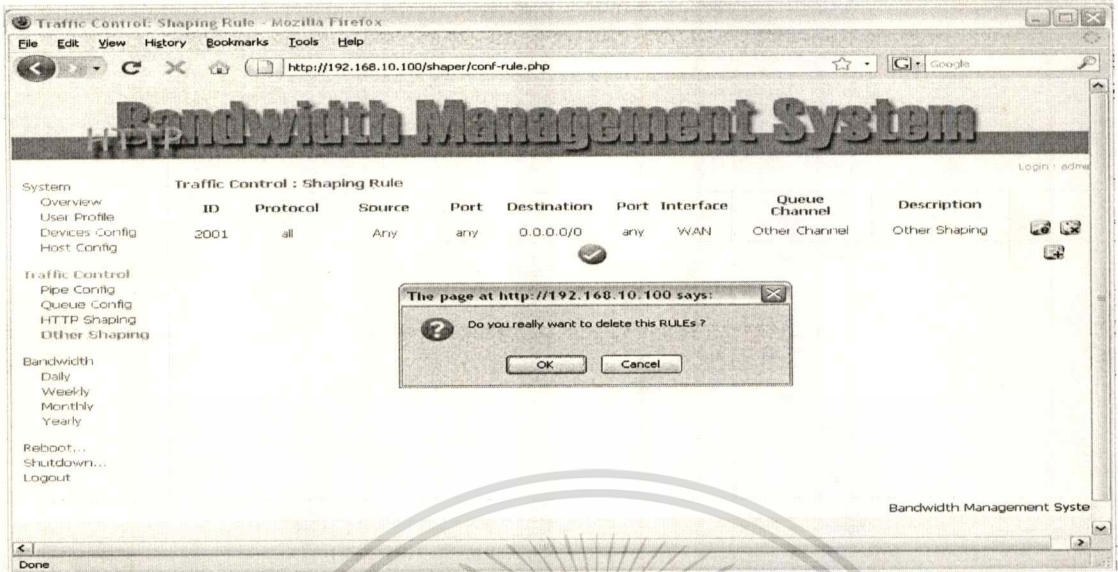 Traffic Control: Shaping Rule - Mozilla Firefox
File Edit View History Bookmarks Tools Help
http://192.168.10.100/shaper/conf-rule.php
Google
HTTP Bandwidth Management System
Login : admi
System
Overview
User Profile
Devices Config
Host Config
Traffic Control
Pipe Config
Queue Config
HTTP Shaping
Other Shaping
Bandwidth
Daily
Weekly
Monthly
Yearly
Reboot...
Shutdown...
Logout
Traffic Control : Shaping Rule
ID Protocol Source Port Destination Port Interface Queue Channel Description
2001 all Any any 0.0.0.0/0 any WAN Other Channel Other Shaping
The page at http://192.168.10.100 says:
Do you really want to delete this RULEs ?
OK Cancel
Bandwidth Management Syste
Done